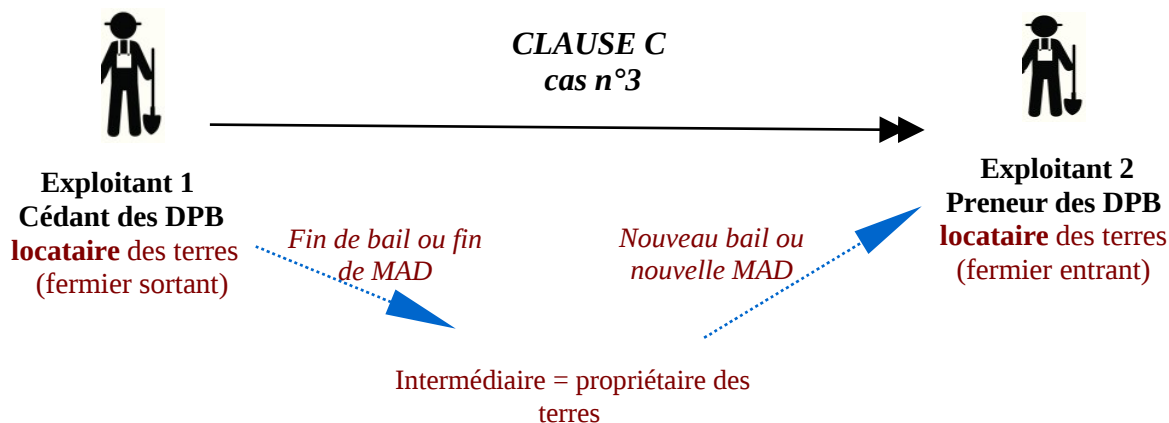 CLAUSE C
cas n°3
Exploitant 1
Cédant des DPB
locataire des terres
(fermier sortant)
Exploitant 2
Preneur des DPB
locataire des terres
(fermier entrant)
Fin de bail ou fin
de MAD
Nouveau bail ou
nouvelle MAD
Intermédiaire = propriétaire des
terres